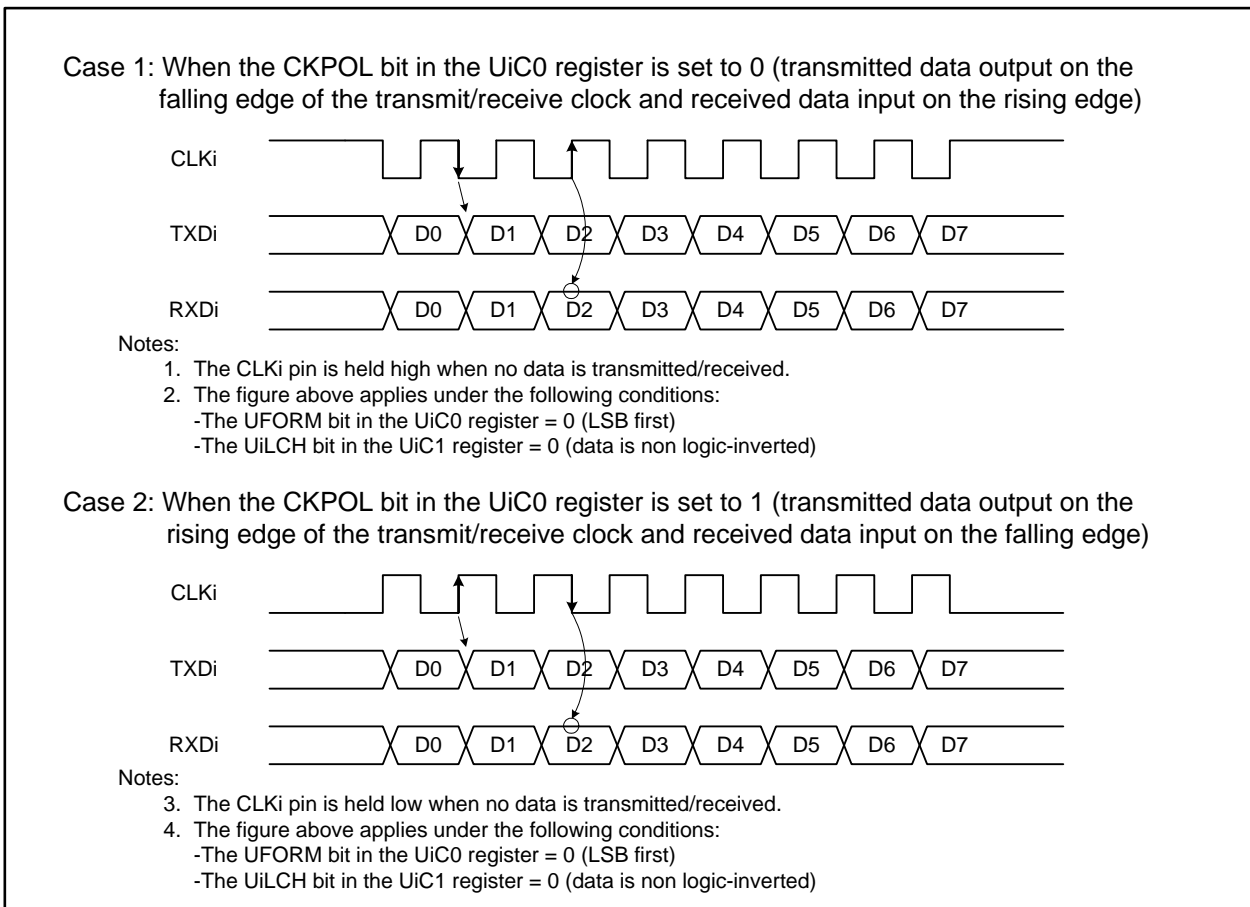 Case 1: When the CKPOL bit in the UiC0 register is set to 0 (transmitted data output on the
falling edge of the transmit/receive clock and received data input on the rising edge)
CLKi
TXDi D0 D1 D2 D3 D4 D5 D6 D7
RXDi D0 D1 D2 D3 D4 D5 D6 D7
Notes:
1. The CLKi pin is held high when no data is transmitted/received.
2. The figure above applies under the following conditions:
-The UFORM bit in the UiC0 register = 0 (LSB first)
-The UiLCH bit in the UiC1 register = 0 (data is non logic-inverted)
Case 2: When the CKPOL bit in the UiC0 register is set to 1 (transmitted data output on the
rising edge of the transmit/receive clock and received data input on the falling edge)
CLKi
TXDi D0 D1 D2 D3 D4 D5 D6 D7
RXDi D0 D1 D2 D3 D4 D5 D6 D7
Notes:
3. The CLKi pin is held low when no data is transmitted/received.
4. The figure above applies under the following conditions:
-The UFORM bit in the UiC0 register = 0 (LSB first)
-The UiLCH bit in the UiC1 register = 0 (data is non logic-inverted)